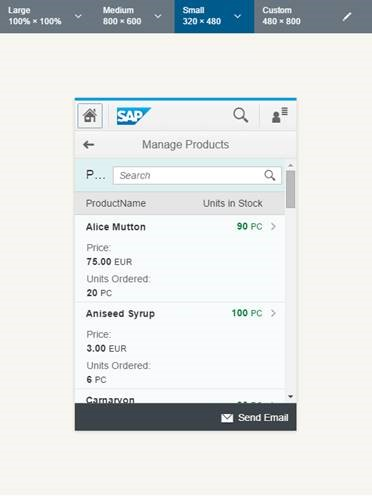 Large Medium Small Custom
100% × 100% 800 × 600 320 × 480 480 × 800
SAP
Manage Products
P... Search
ProductName Units in Stock
Alice Mutton 90 PC
Price:
75.00 EUR
Units Ordered:
20 PC
Aniseed Syrup 100 PC
Price:
3.00 EUR
Units Ordered:
6 PC
Carnarvon
Send Email